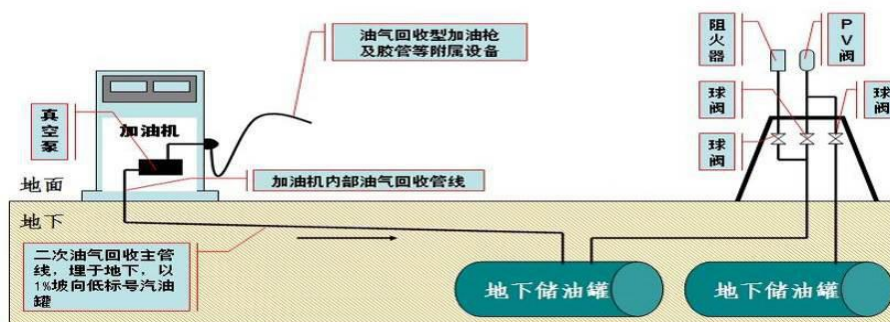 油气回收型加油枪
及胶管等附属设备
阻
火
器
P
V
阀
真
空
泵
加油机
球
阀
球
阀
球
阀
地面
加油机内部油气回收管线
地下
二次油气回收主管
线，埋于地下，以
1%坡向低标号汽油
罐
地下储油罐
地下储油罐